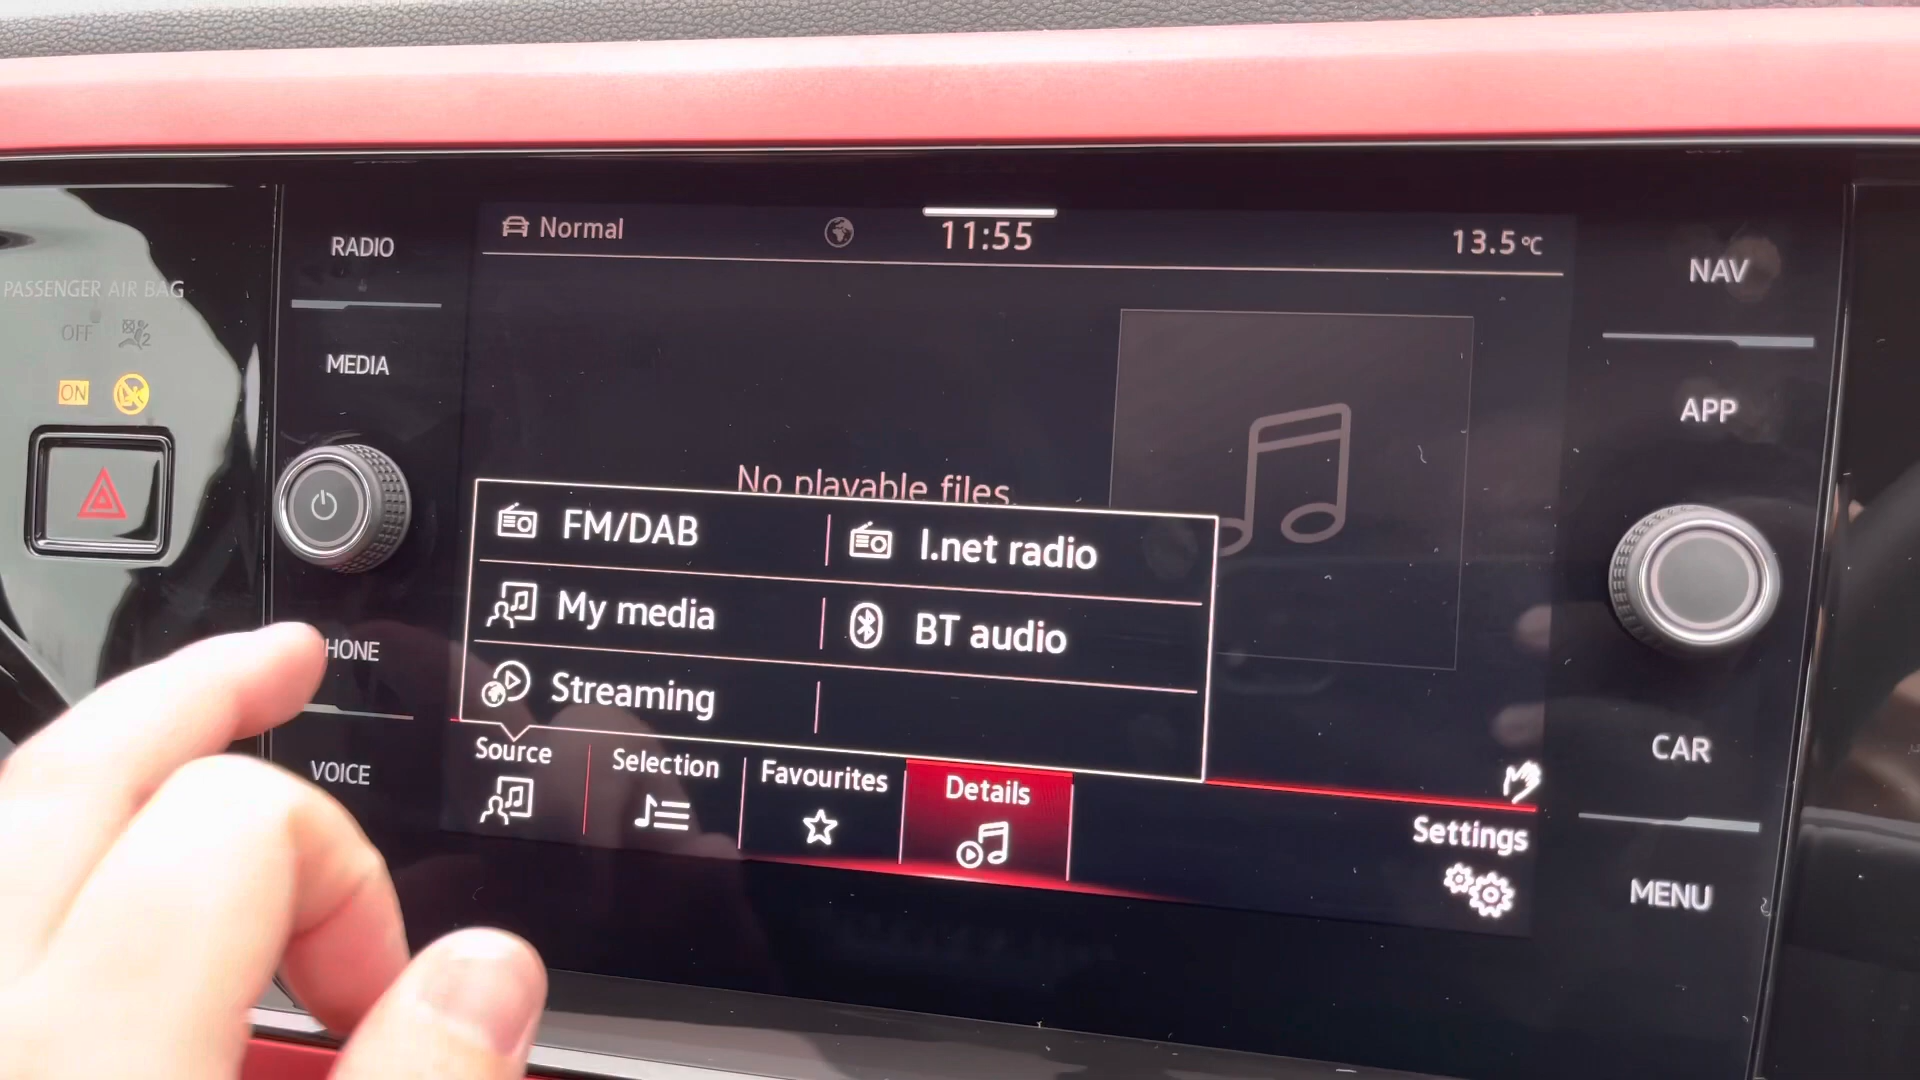 Normal
11:55
13.5°C
RADIO
MEDIA
VOICE
PASSENGER AIR BAG
OFF
ON
No playable files.
FM/DAB
I.net radio
My media
BT audio
Streaming
Source
Selection
Favourites
Details
Settings
NAV
APP
CAR
MENU